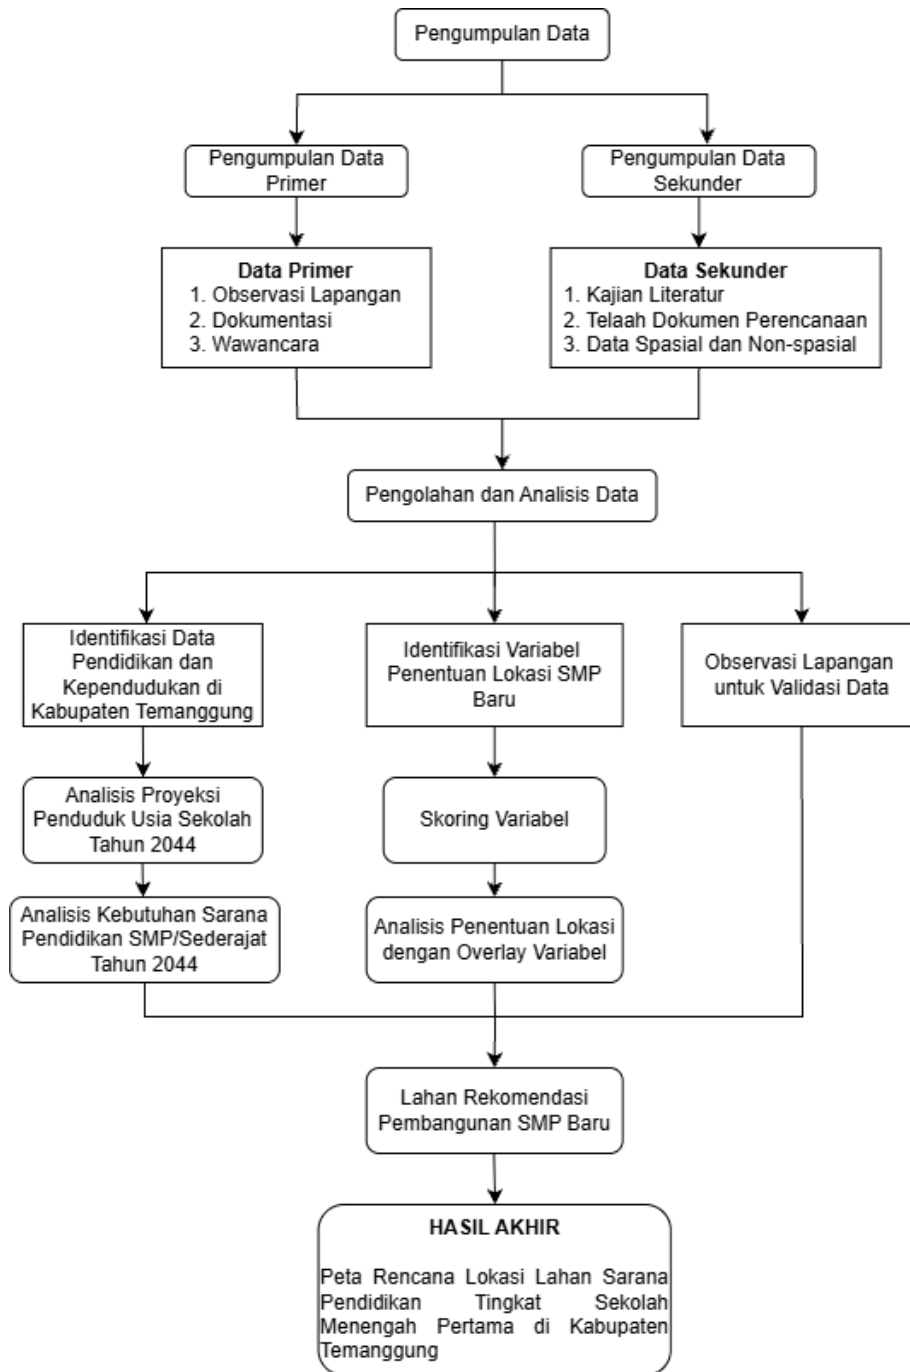 Pengumpulan Data
Pengumpulan Data
Primer
Pengumpulan Data
Sekunder
Data Primer
1. Observasi Lapangan
2. Dokumentasi
3. Wawancara
Data Sekunder
1. Kajian Literatur
2. Telaah Dokumen Perencanaan
3. Data Spasial dan Non-spasial
Pengolahan dan Analisis Data
Identifikasi Data
Pendidikan dan
Kependudukan di
Kabupaten Temanggung
Identifikasi Variabel
Penentuan Lokasi SMP
Baru
Observasi Lapangan
untuk Validasi Data
Analisis Proyeksi
Penduduk Usia Sekolah
Tahun 2044
Skoring Variabel
Analisis Kebutuhan Sarana
Pendidikan SMP/Sederajat
Tahun 2044
Analisis Penentuan Lokasi
dengan Overlay Variabel
Lahan Rekomendasi
Pembangunan SMP Baru
HASIL AKHIR
Peta Rencana Lokasi Lahan Sarana
Pendidikan Tingkat Sekolah
Menengah Pertama di Kabupaten
Temanggung